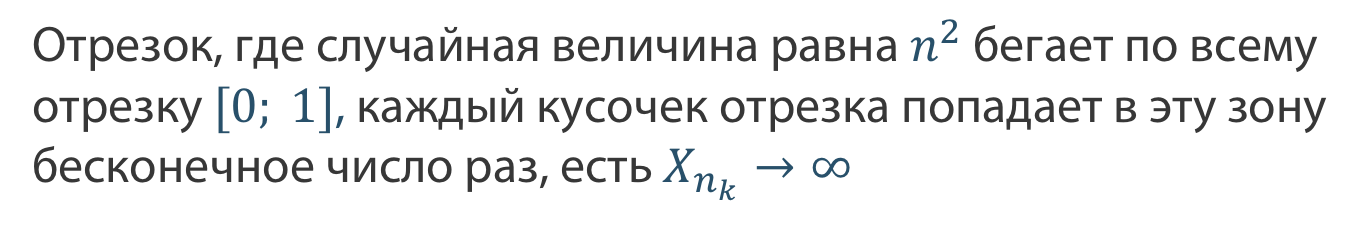 Отрезок, где случайная величина равна n² бегает по всему
отрезку [0; 1], каждый кусочек отрезка попадает в эту зону
бесконечное число раз, есть X_{n_k} → ∞